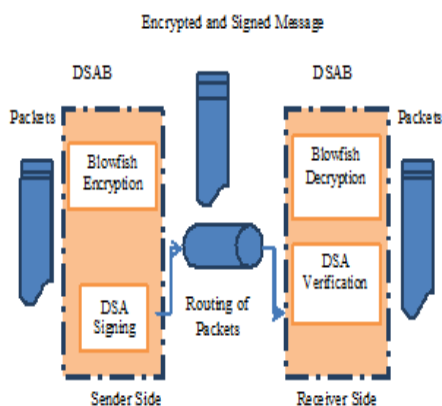 Encrypted and Signed Message
DSAB
DSAB
Packets
Packets
Blowfish
Encryption
Blowfish
Decryption
DSA
Verification
DSA
Signing
Routing of
Packets
Sender Side
Receiver Side